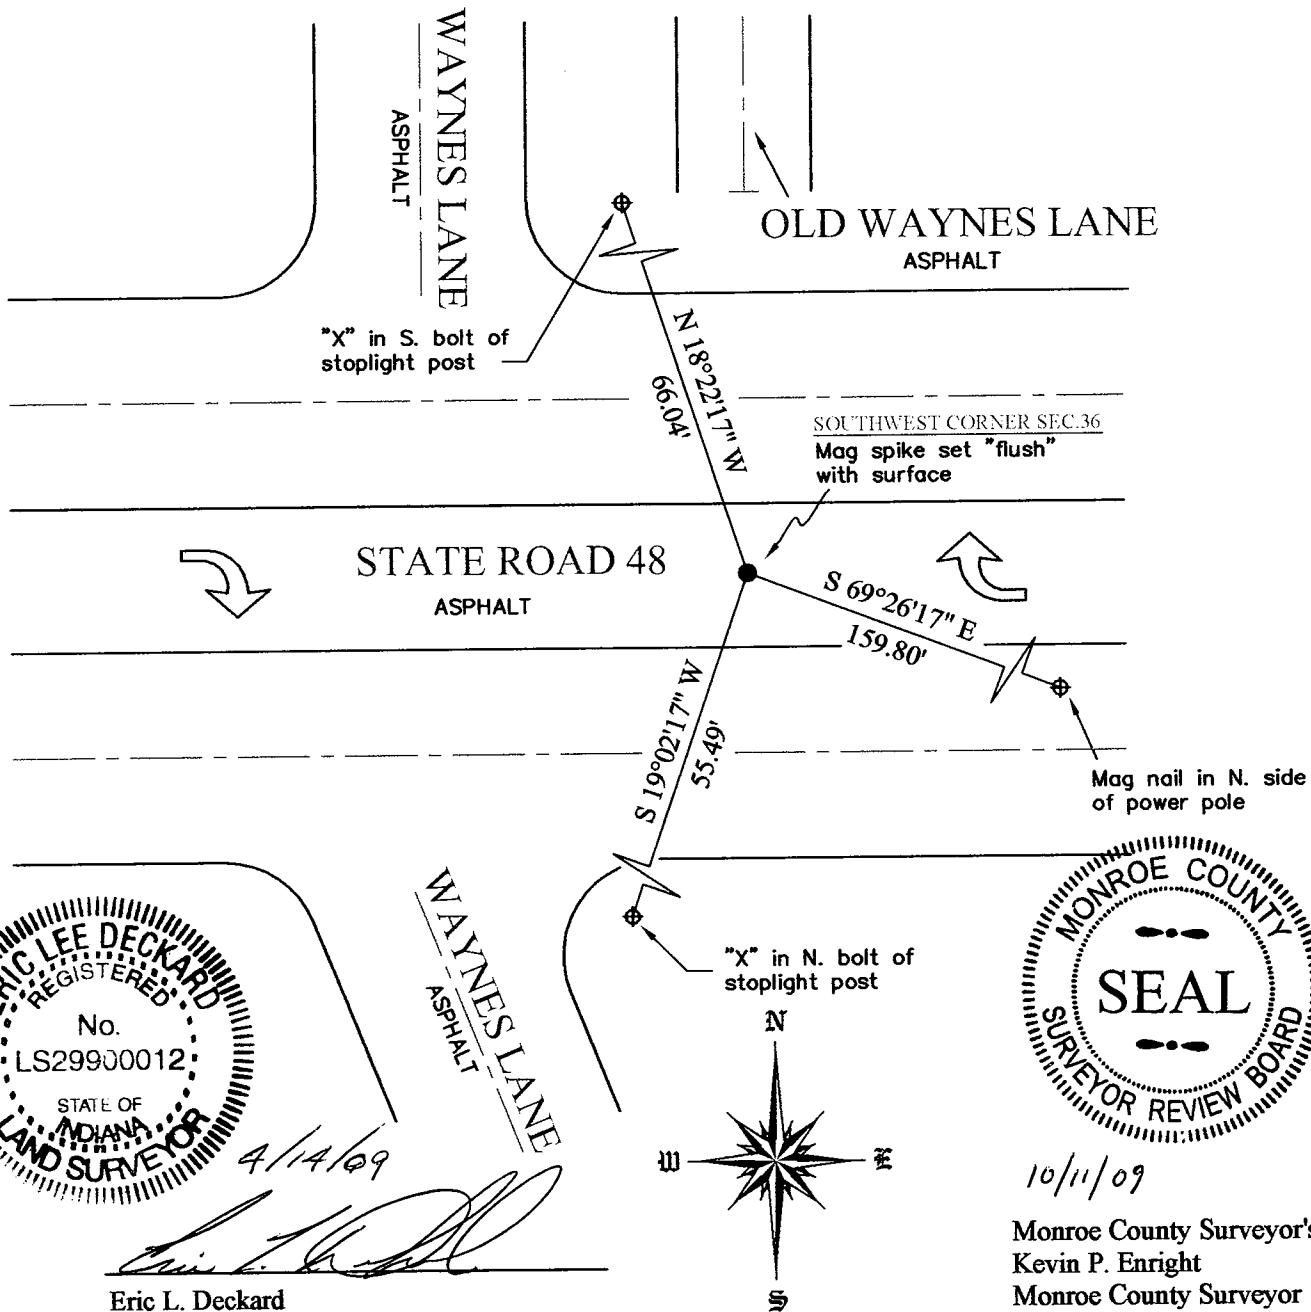 WAYNES LANE
ASPHALT
OLD WAYNES LANE
ASPHALT
"X" in S. bolt of
stoplight post
N 18°22'17" W
66.04'
SOUTHWEST CORNER SEC.36
Mag spike set "flush"
with surface
STATE ROAD 48
ASPHALT
S 69°26'17" E
159.80'
S 19°02'17" W
55.49'
Mag nail in N. side
of power pole
WAYNES LANE
ASPHALT
"X" in N. bolt of
stoplight post
ERIC LEE DECKARD
REGISTERED
No.
LS29900012
STATE OF
INDIANA
LAND SURVEYOR
MONROE COUNTY
SEAL
SURVEYOR REVIEW BOARD
N
W
E
S
4/14/09
Eric L. Deckard
10/11/09
Monroe County Surveyor's
Kevin P. Enright
Monroe County Surveyor